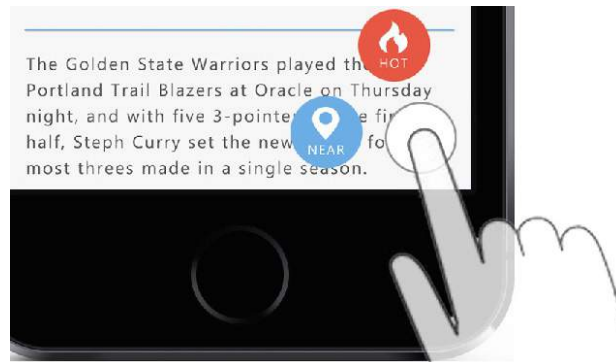 HOT
The Golden State Warriors played
Portland Trail Blazers at Oracle on Thursday
night, and with five
NEAR
half, Steph Curry set the new
most threes made in a single season.